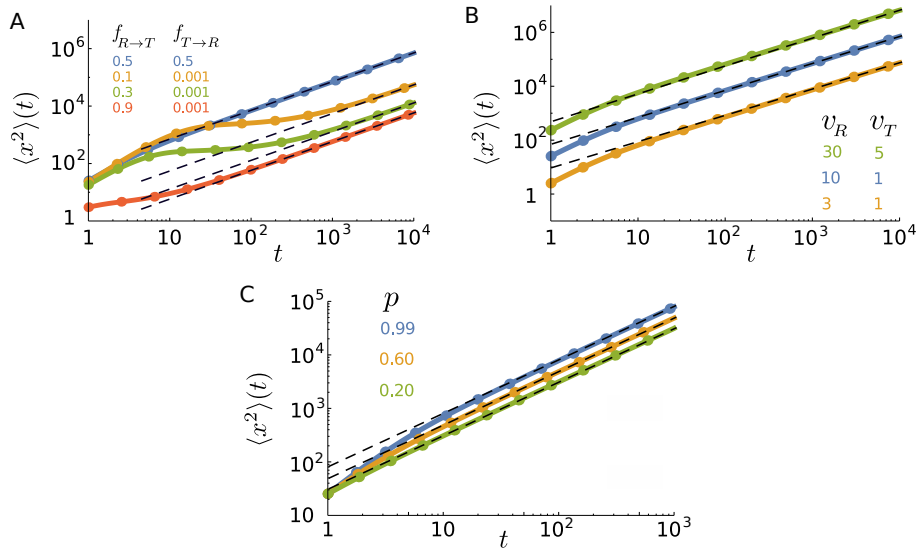 A
f_{R→T} f_{T→R}
0.5 0.5
0.1 0.001
0.3 0.001
0.9 0.001
10^6
10^4
10^2
1
⟨x^2⟩(t)
1 10 100 10^3 10^4
t
B
10^6
10^4
10^2
1
⟨x^2⟩(t)
v_R v_T
30 5
10 1
3 1
1 10 10^2 10^3 10^4
t
C
p
0.99
0.60
0.20
10^5
10^4
10^3
10^2
10
⟨x^2⟩(t)
1 10 10^2 10^3
t